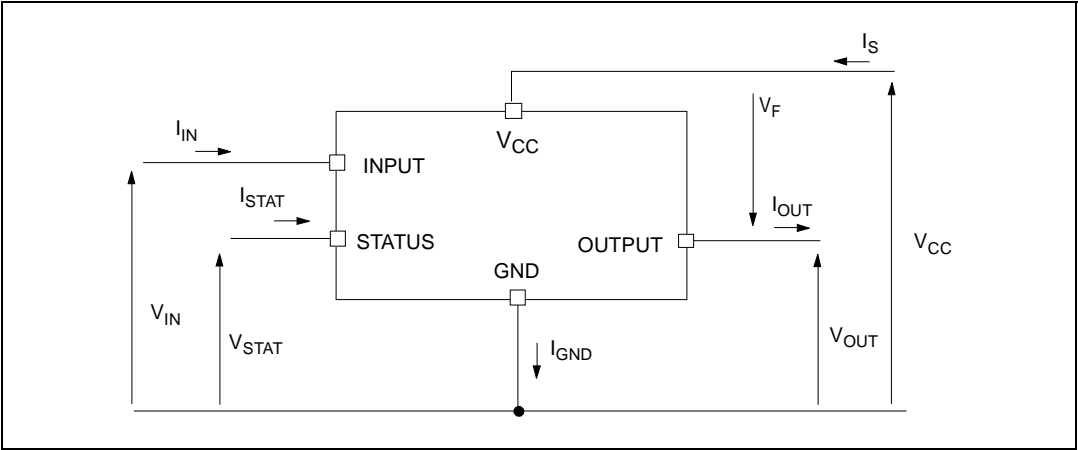 I_S
V_F
V_CC
I_IN
INPUT
I_STAT
I_OUT
STATUS
OUTPUT
V_CC
GND
V_IN
V_STAT
I_GND
V_OUT